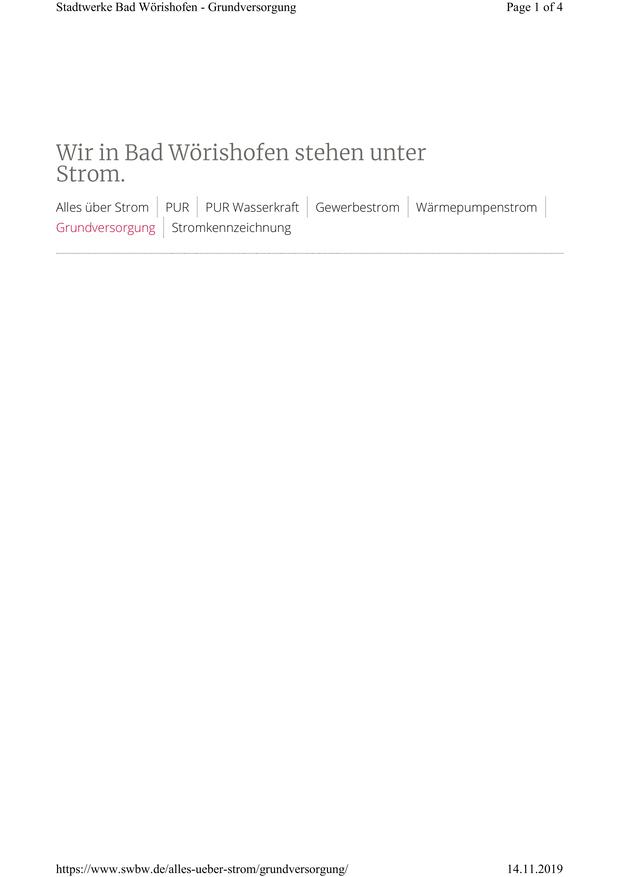 Stadtwerke Bad Wörishofen - Grundversorgung Page 1 of 4
Wir in Bad Wörishofen stehen unter
Strom.
Alles über Strom PUR PUR Wasserkraft Gewerbestrom Wärmepumpenstrom
Grundversorgung Stromkennzeichnung
https://www.swbw.de/alles-ueber-strom/grundversorgung/ 14.11.2019